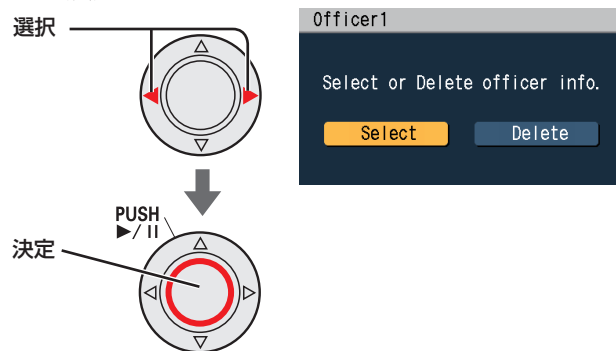 選択
PUSH
▶/II
決定
Officer1
Select or Delete officer info.
Select Delete